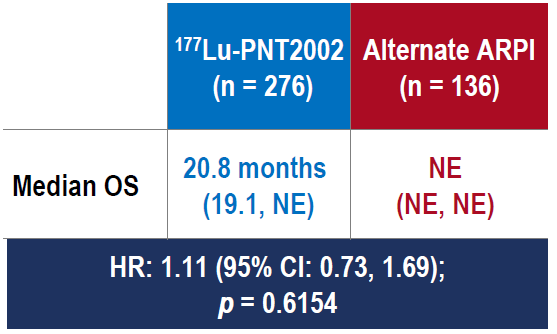 ¹⁷⁷Lu-PNT2002
(n = 276)
Alternate ARPI
(n = 136)
Median OS
20.8 months
(19.1, NE)
NE
(NE, NE)
HR: 1.11 (95% CI: 0.73, 1.69);
p = 0.6154